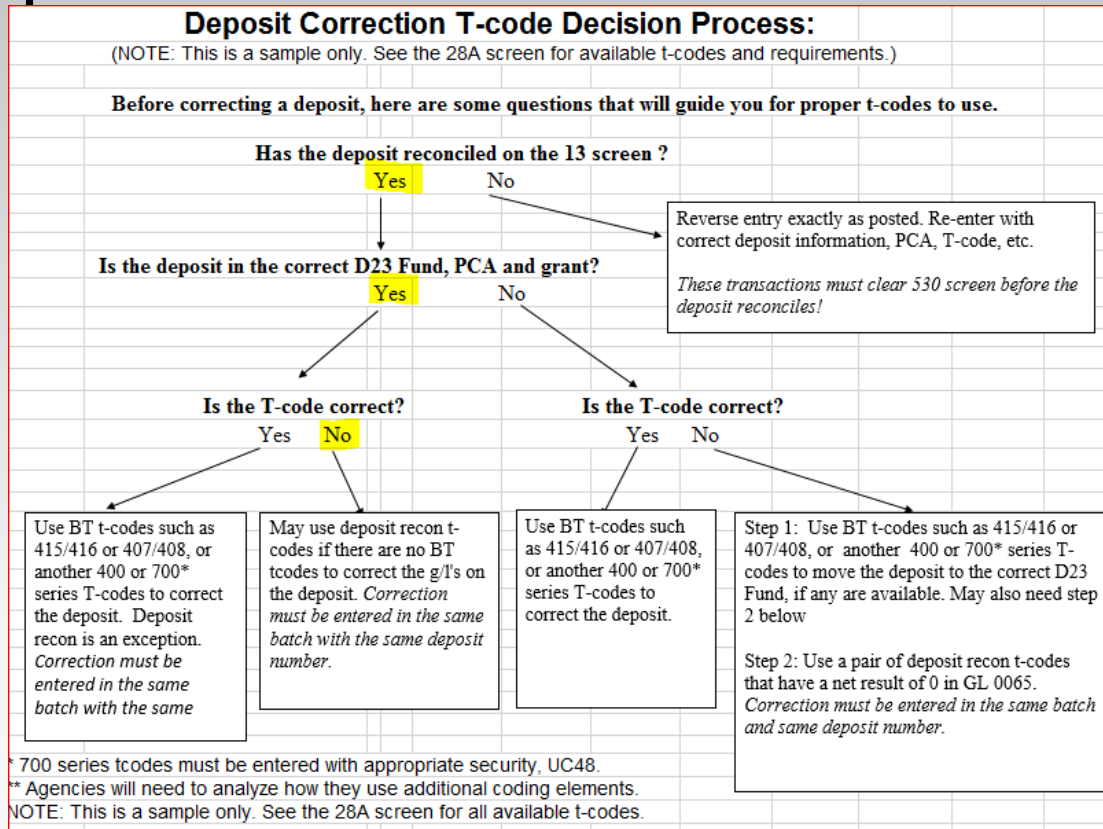 Deposit Correction T-code Decision Process:
(NOTE: This is a sample only. See the 28A screen for available t-codes and requirements.)
Before correcting a deposit, here are some questions that will guide you for proper t-codes to use.
Has the deposit reconciled on the 13 screen ?
Yes No
Reverse entry exactly as posted. Re-enter with
correct deposit information, PCA, T-code, etc.
These transactions must clear 530 screen before the
deposit reconciles!
Is the deposit in the correct D23 Fund, PCA and grant?
Yes No
Is the T-code correct?
Yes No
Is the T-code correct?
Yes No
Use BT t-codes such as
415/416 or 407/408, or
another 400 or 700*
series T-codes to correct
the deposit. Deposit
recon is an exception.
Correction must be
entered in the same
batch with the same
May use deposit recon t-
codes if there are no BT
tcodes to correct the g/l's on
the deposit. Correction
must be entered in the same
batch with the same deposit
number.
Use BT t-codes such
as 415/416 or 407/408,
or another 400 or 700*
series T-codes to
correct the deposit.
Step 1: Use BT t-codes such as 415/416 or
407/408, or another 400 or 700* series T-
codes to move the deposit to the correct D23
Fund, if any are available. May also need step
2 below
Step 2: Use a pair of deposit recon t-codes
that have a net result of 0 in GL 0065.
Correction must be entered in the same batch
and same deposit number.
* 700 series tcodes must be entered with appropriate security, UC48.
** Agencies will need to analyze how they use additional coding elements.
NOTE: This is a sample only. See the 28A screen for all available t-codes.